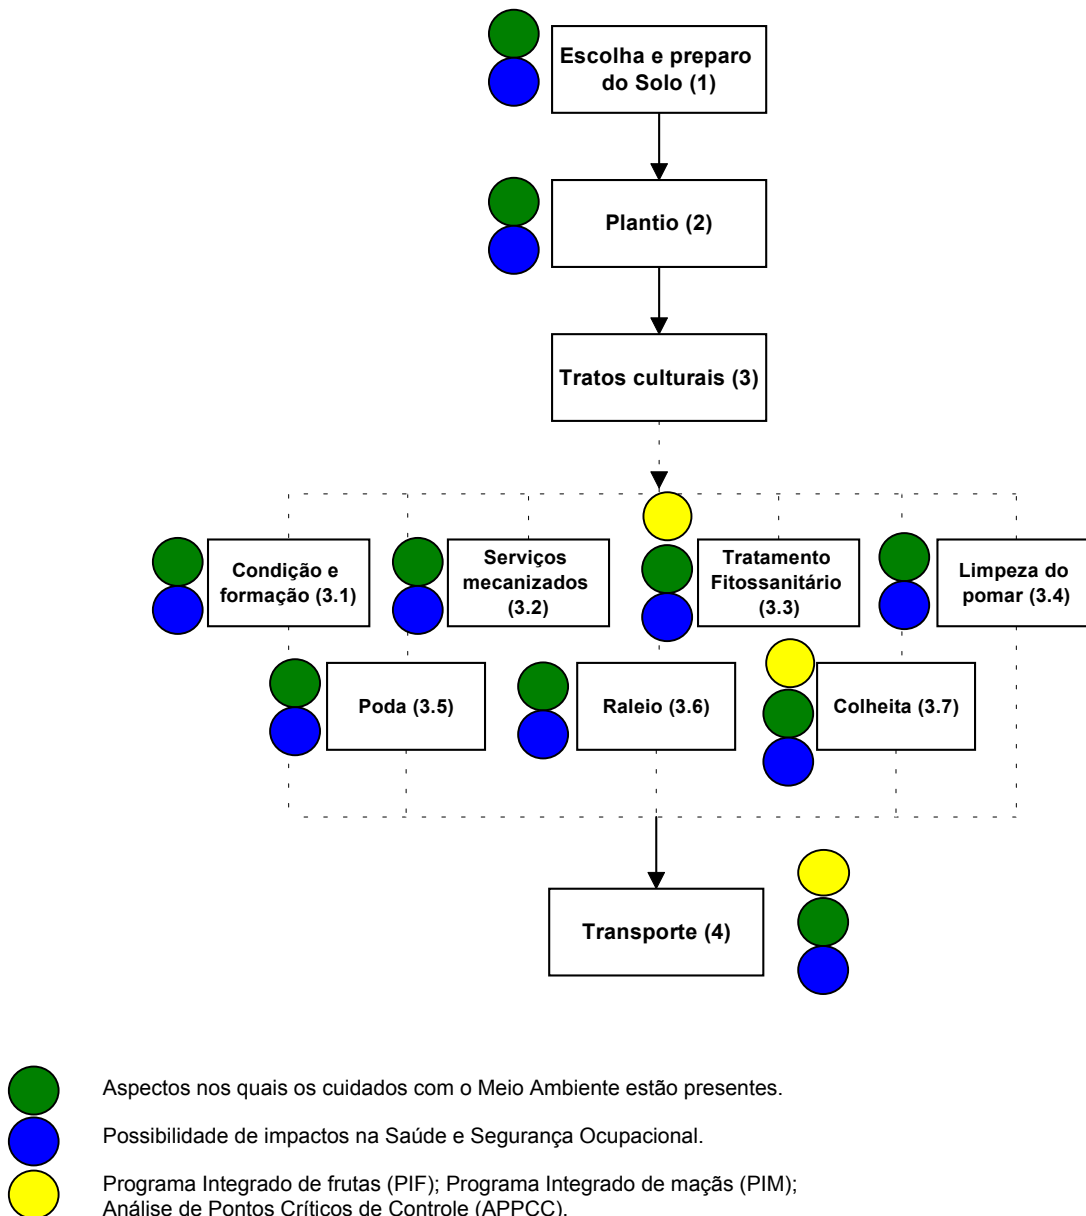 Escolha e preparo
do Solo (1)
Plantio (2)
Tratos culturais (3)
Condição e
formação (3.1)
Serviços
mecanizados
(3.2)
Tratamento
Fitossanitário
(3.3)
Limpeza do
pomar (3.4)
Poda (3.5)
Raleio (3.6)
Colheita (3.7)
Transporte (4)
Aspectos nos quais os cuidados com o Meio Ambiente estão presentes.
Possibilidade de impactos na Saúde e Segurança Ocupacional.
Programa Integrado de frutas (PIF); Programa Integrado de maçãs (PIM);
Análise de Pontos Críticos de Controle (APPCC).